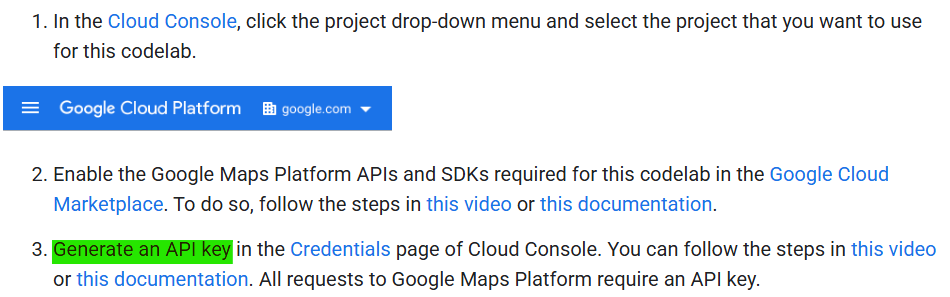 1. In the Cloud Console, click the project drop-down menu and select the project that you want to use
for this codelab.
Google Cloud Platform google.com
2. Enable the Google Maps Platform APIs and SDKs required for this codelab in the Google Cloud
Marketplace. To do so, follow the steps in this video or this documentation.
3. Generate an API key in the Credentials page of Cloud Console. You can follow the steps in this video
or this documentation. All requests to Google Maps Platform require an API key.